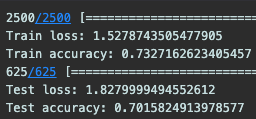 2500/2500 [===========================
Train loss: 1.5278743505477905
Train accuracy: 0.7327162623405457
625/625 [===========================
Test loss: 1.8279999494552612
Test accuracy: 0.7015824913978577